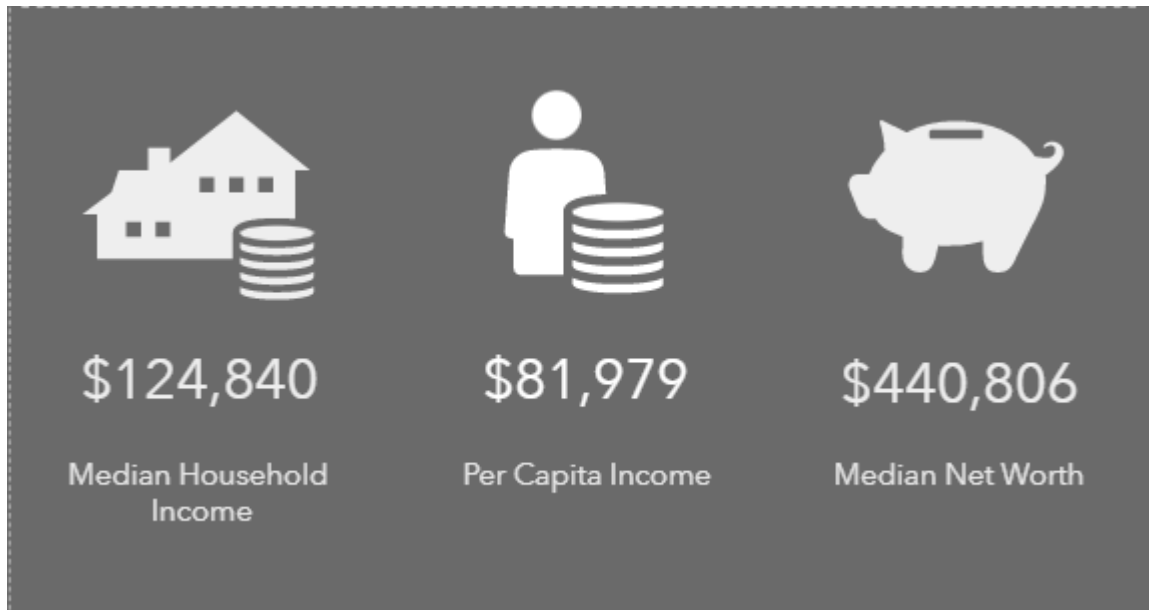 $124,840
Median Household
Income
$81,979
Per Capita Income
$440,806
Median Net Worth